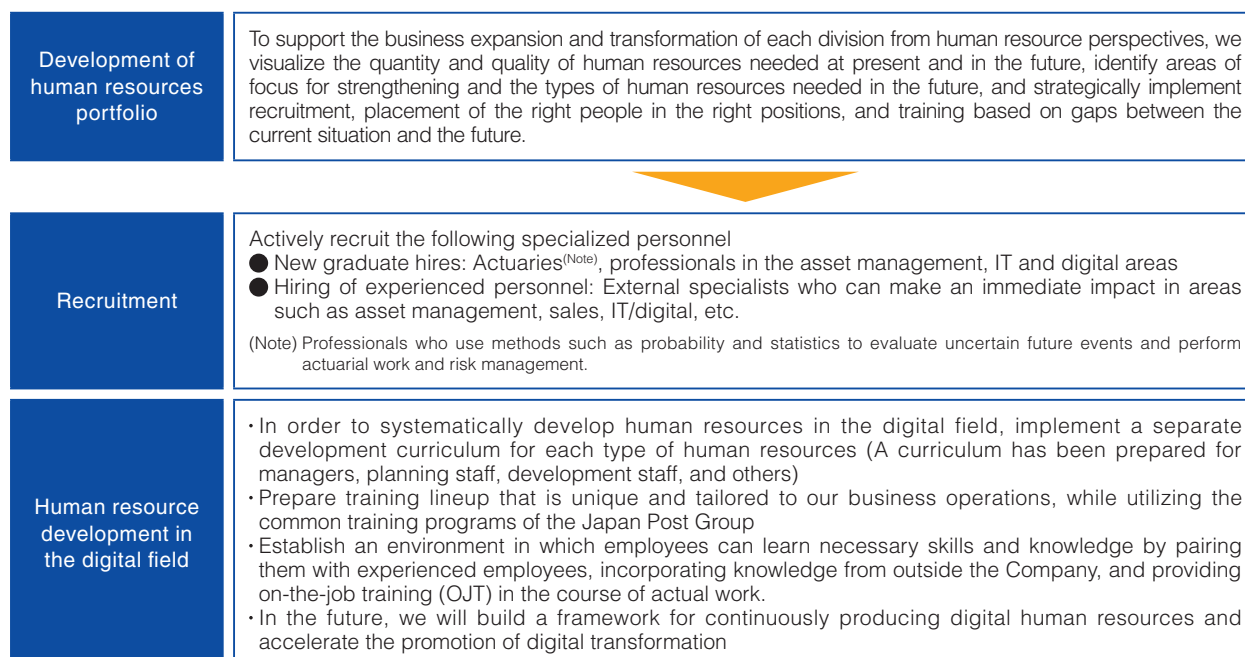 Development of
human resources
portfolio
To support the business expansion and transformation of each division from human resource perspectives, we
visualize the quantity and quality of human resources needed at present and in the future, identify areas of
focus for strengthening and the types of human resources needed in the future, and strategically implement
recruitment, placement of the right people in the right positions, and training based on gaps between the
current situation and the future.
Recruitment
Actively recruit the following specialized personnel
● New graduate hires: Actuaries(Note), professionals in the asset management, IT and digital areas
● Hiring of experienced personnel: External specialists who can make an immediate impact in areas
such as asset management, sales, IT/digital, etc.
(Note) Professionals who use methods such as probability and statistics to evaluate uncertain future events and perform
actuarial work and risk management.
Human resource
development in
the digital field
・In order to systematically develop human resources in the digital field, implement a separate
development curriculum for each type of human resources (A curriculum has been prepared for
managers, planning staff, development staff, and others)
・Prepare training lineup that is unique and tailored to our business operations, while utilizing the
common training programs of the Japan Post Group
・Establish an environment in which employees can learn necessary skills and knowledge by pairing
them with experienced employees, incorporating knowledge from outside the Company, and providing
on-the-job training (OJT) in the course of actual work.
・In the future, we will build a framework for continuously producing digital human resources and
accelerate the promotion of digital transformation